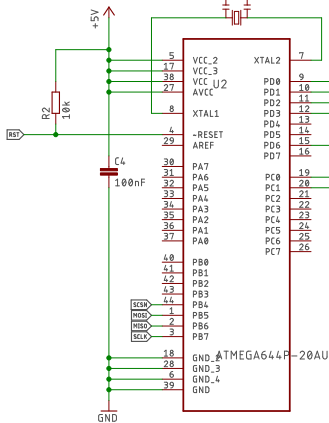 +5V
5 VCC_2 XTAL2 7
17 VCC_3
38 VCC U2 PD0 9
27 AVCC PD1 10
PD2 11
8 XTAL1 PD3 12
PD4 13
R2 10k
RST 4 ~RESET PD5 14
29 AREF PD6 15
PD7 16
30 PA7
31 PA6 PC0 19
32 PA5 PC1 20
33 PA4 PC2 21
34 PA3 PC3 22
35 PA2 PC4 23
36 PA1 PC5 24
37 PA0 PC6 25
PC7 26
C4
100nF
40 PB0
41 PB1
42 PB2
43 PB3
SCSN 44 PB4
MOSI 1 PB5
MISO 2 PB6
SCLK 3 PB7
18 GND_2 ATMEGA644P-20AU
28 GND_3
6 GND_4
39 GND
GND